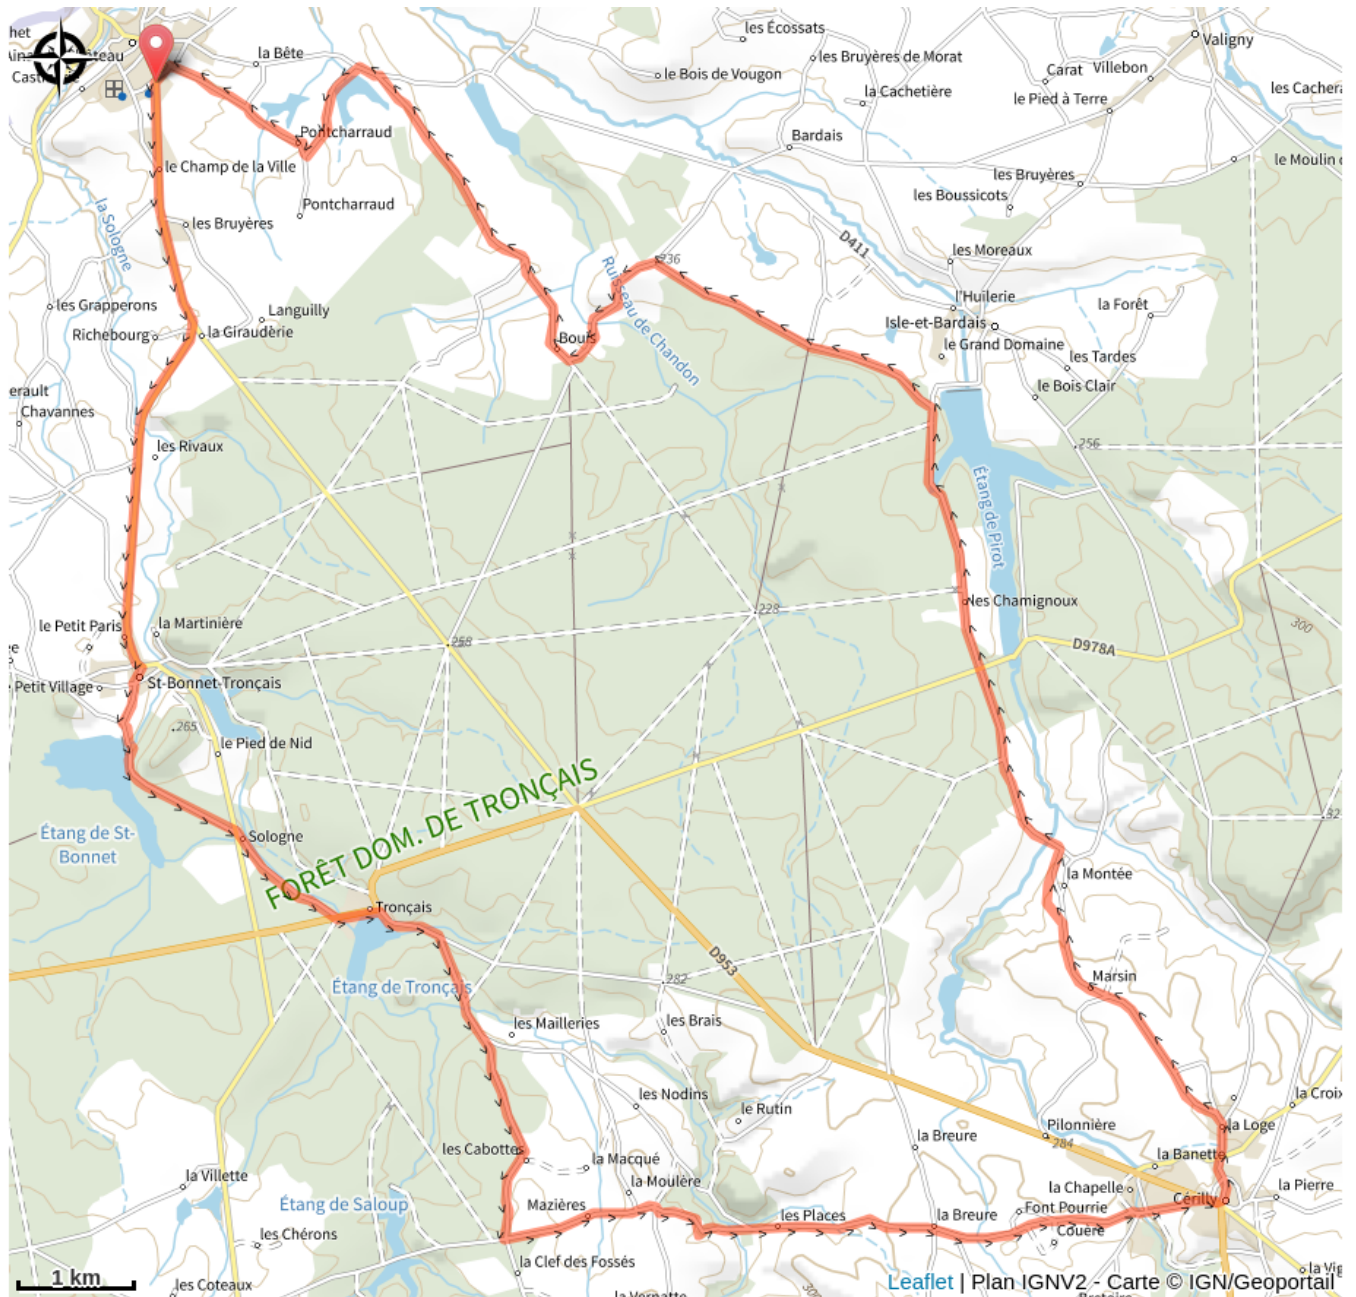 les Écossats
Valigny
la Bête
les Bruyères de Morat
le Bois de Vougon
Carat
Villebon
la Cachetière
le Pied à Terre
Pontcharraud
Bardais
le Champ de la Ville
les Bruyères
les Boussicots
Pontcharraud
les Bruyères
la Sologne
D411
les Moreaux
236
Ruisseau de Chandon
les Grapperons
Languilly
l'Huilerie
la Forêt
Richebourg
la Giraudèrie
Isle-et-Bardais
le Grand Domaine
les Tardes
le Bois Clair
Chavannes
les Rivaux
256
Étang de Pirot
les Chamignoux
228
300
le Petit Paris
la Martinière
258
D978A
Petit Village
St-Bonnet-Tronçais
265
le Pied de Nid
FORÊT DOM. DE TRONÇAIS
Étang de St-
Bonnet
Sologne
la Montée
Tronçais
D953
Marsin
282
Étang de Tronçais
les Mailleries
les Brais
les Nodins
le Rutin
Pilonnière
284
la Loge
la Breure
la Banette
les Cabottes
la Macqué
la Villette
la Moulère
la Chapelle
Cérilly
la Pierre
Étang de Saloup
Mazières
les Places
la Breure
Font Pourrie
Couère
les Chérons
la Clef des Fossés
les Coteaux
1 km
Leaflet | Plan IGNV2 - Carte © IGN/Geoportail